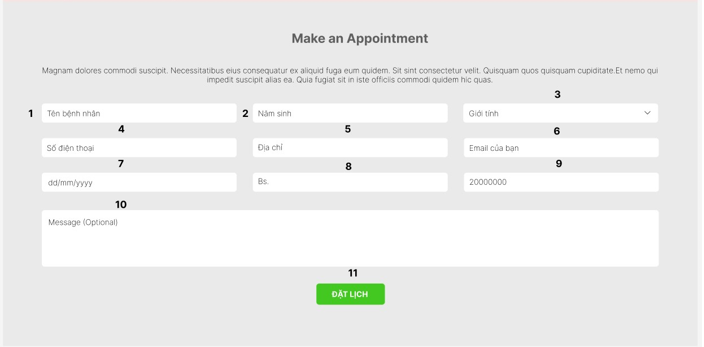 Make an Appointment
Magnam dolores commodi suscipit. Necessitatibus eius consequatur ex aliquid fuga eum quidem. Sit sint consectetur velit. Quisquam quos quisquam cupiditate.Et nemo qui
impedit suscipit alias ea. Quia fugiat sit in iste officiis commodi quidem hic quas.
3
1 Tên bệnh nhân 2 Năm sinh Giới tính
4 5 6
Số điện thoại Địa chỉ Email của bạn
7 8 9
dd/mm/yyyy Bs. 20000000
10
Message (Optional)
11
ĐẶT LỊCH